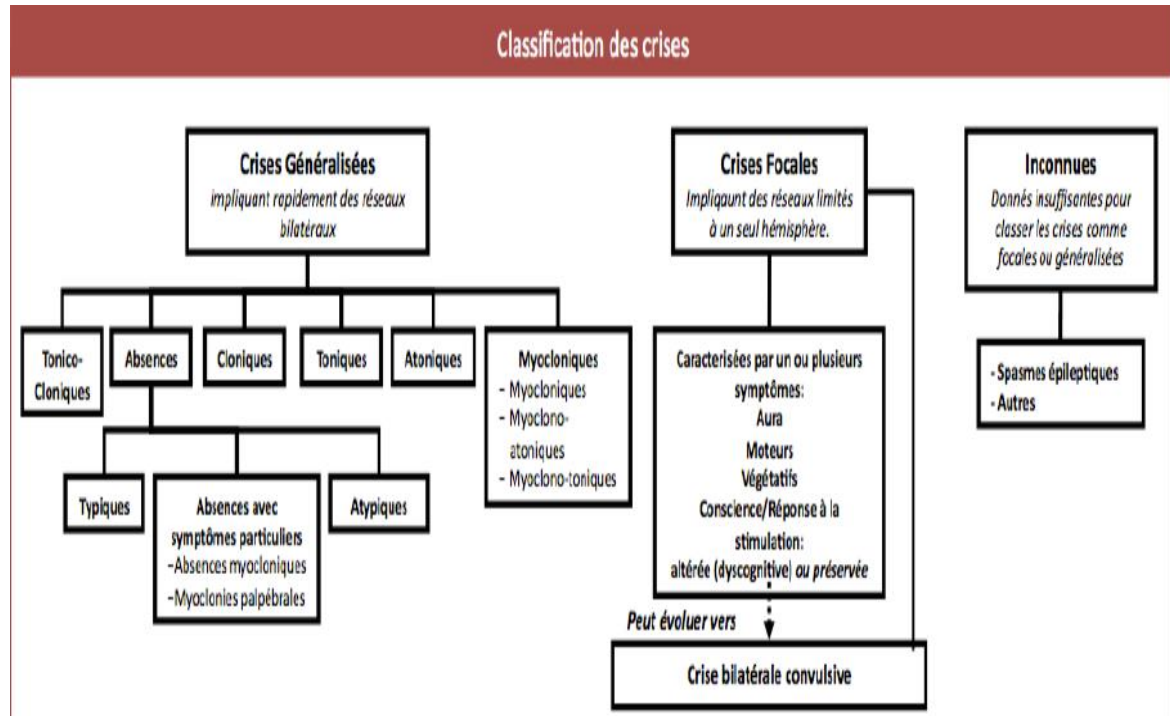 Classification des crises
Crises Généralisées
impliquant rapidement des réseaux
bilatéraux
Tonico-
Cloniques
Absences
Cloniques
Toniques
Atoniques
Myocloniques
– Myocloniques
– Myoclono-
atoniques
– Myoclono-toniques
Typiques
Absences avec
symptômes particuliers
–Absences myocloniques
–Myoclonies palpébrales
Atypiques
Crises Focales
Impliqaunt des réseaux limités
à un seul hémisphère.
Caracterisées par un ou plusieurs
symptômes:
Aura
Moteurs
Végétatifs
Conscience/Réponse à la
stimulation:
altérée (dyscognitive) ou préservée
Peut évoluer vers
Crise bilatérale convulsive
Inconnues
Donnés insuffisantes pour
classer les crises comme
focales ou généralisées
- Spasmes épileptiques
- Autres